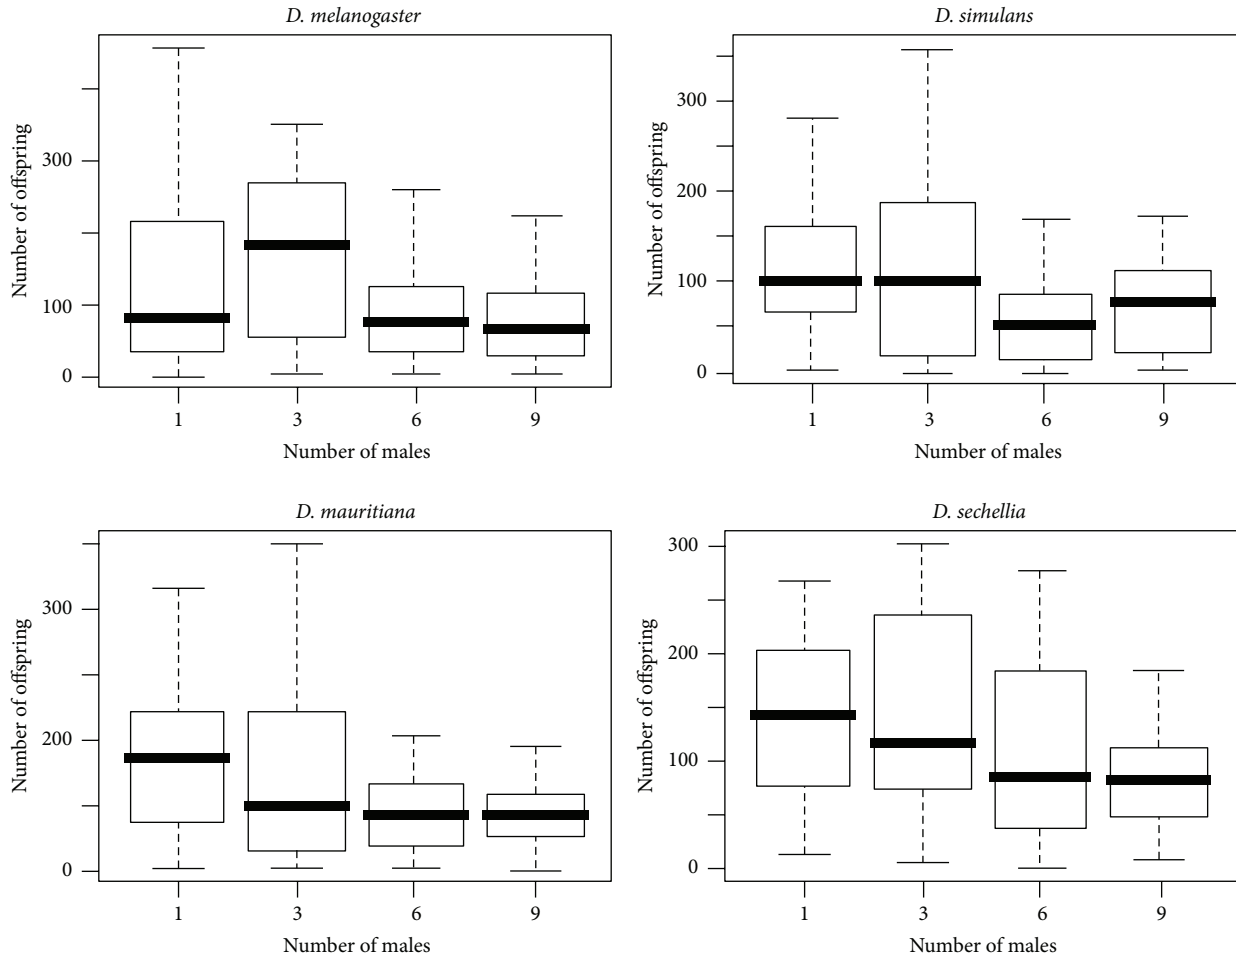 D. melanogaster
Number of offspring
300
100
0
1 3 6 9
Number of males
D. simulans
Number of offspring
300
200
100
0
1 3 6 9
Number of males
D. mauritiana
Number of offspring
300
200
0
1 3 6 9
Number of males
D. sechellia
Number of offspring
300
200
100
0
1 3 6 9
Number of males